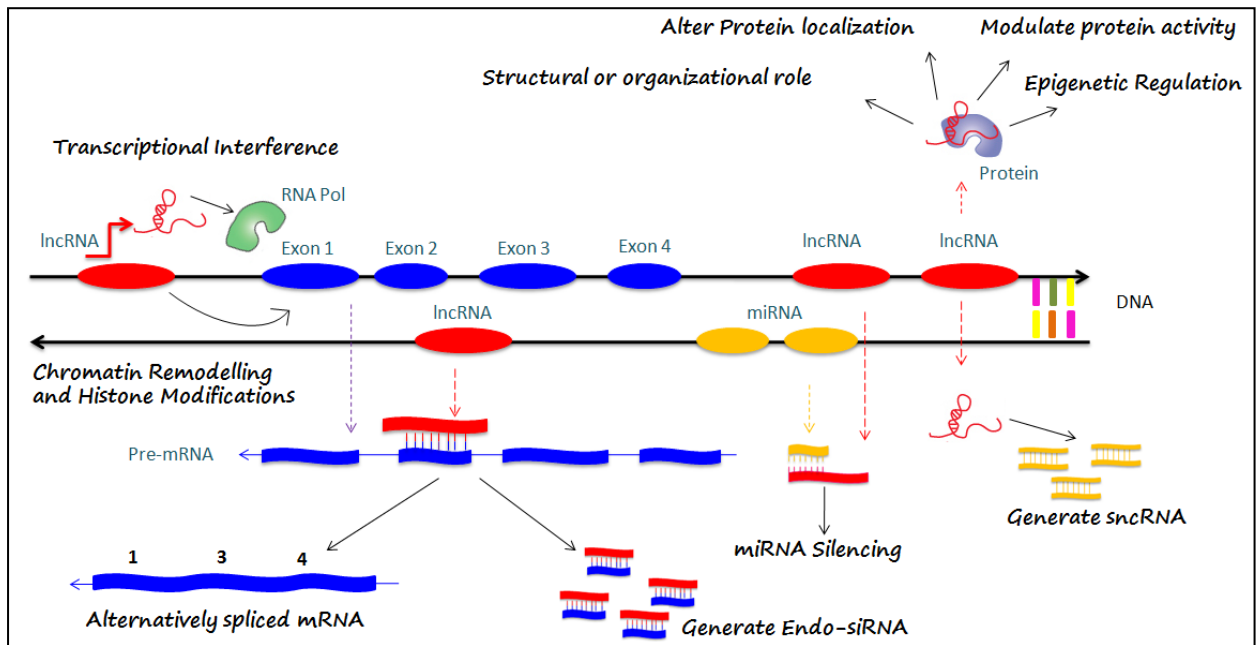 Alter Protein localization
Modulate protein activity
Structural or organizational role
Epigenetic Regulation
Transcriptional Interference
RNA Pol
Protein
lncRNA
Exon 1
Exon 2
Exon 3
Exon 4
lncRNA
lncRNA
DNA
lncRNA
miRNA
Chromatin Remodelling
and Histone Modifications
Pre-mRNA
Generate sncRNA
miRNA Silencing
1 3 4
Alternatively spliced mRNA
Generate Endo-siRNA